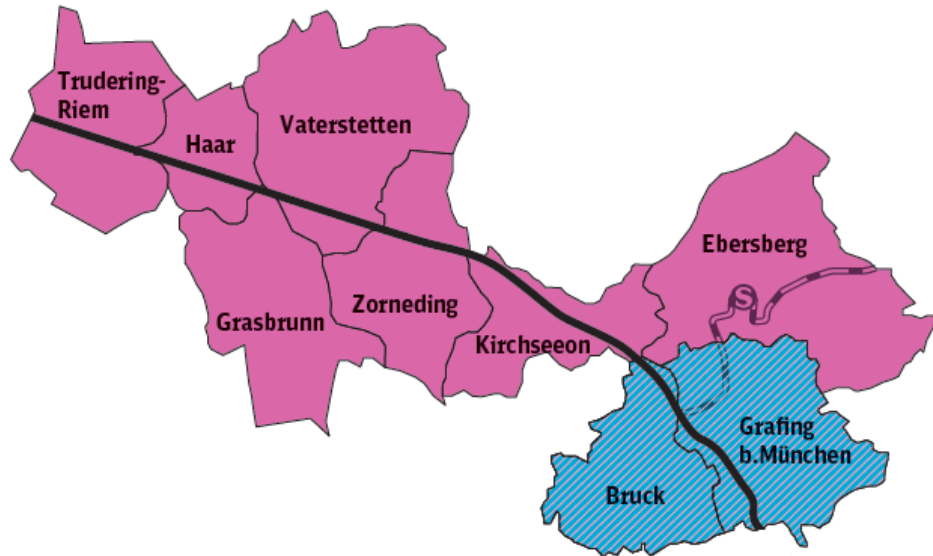 Trudering-
Riem
Haar
Vaterstetten
Ebersberg
S
Zorneding
Grasbrunn
Kirchseeon
Grafing
b.München
Bruck